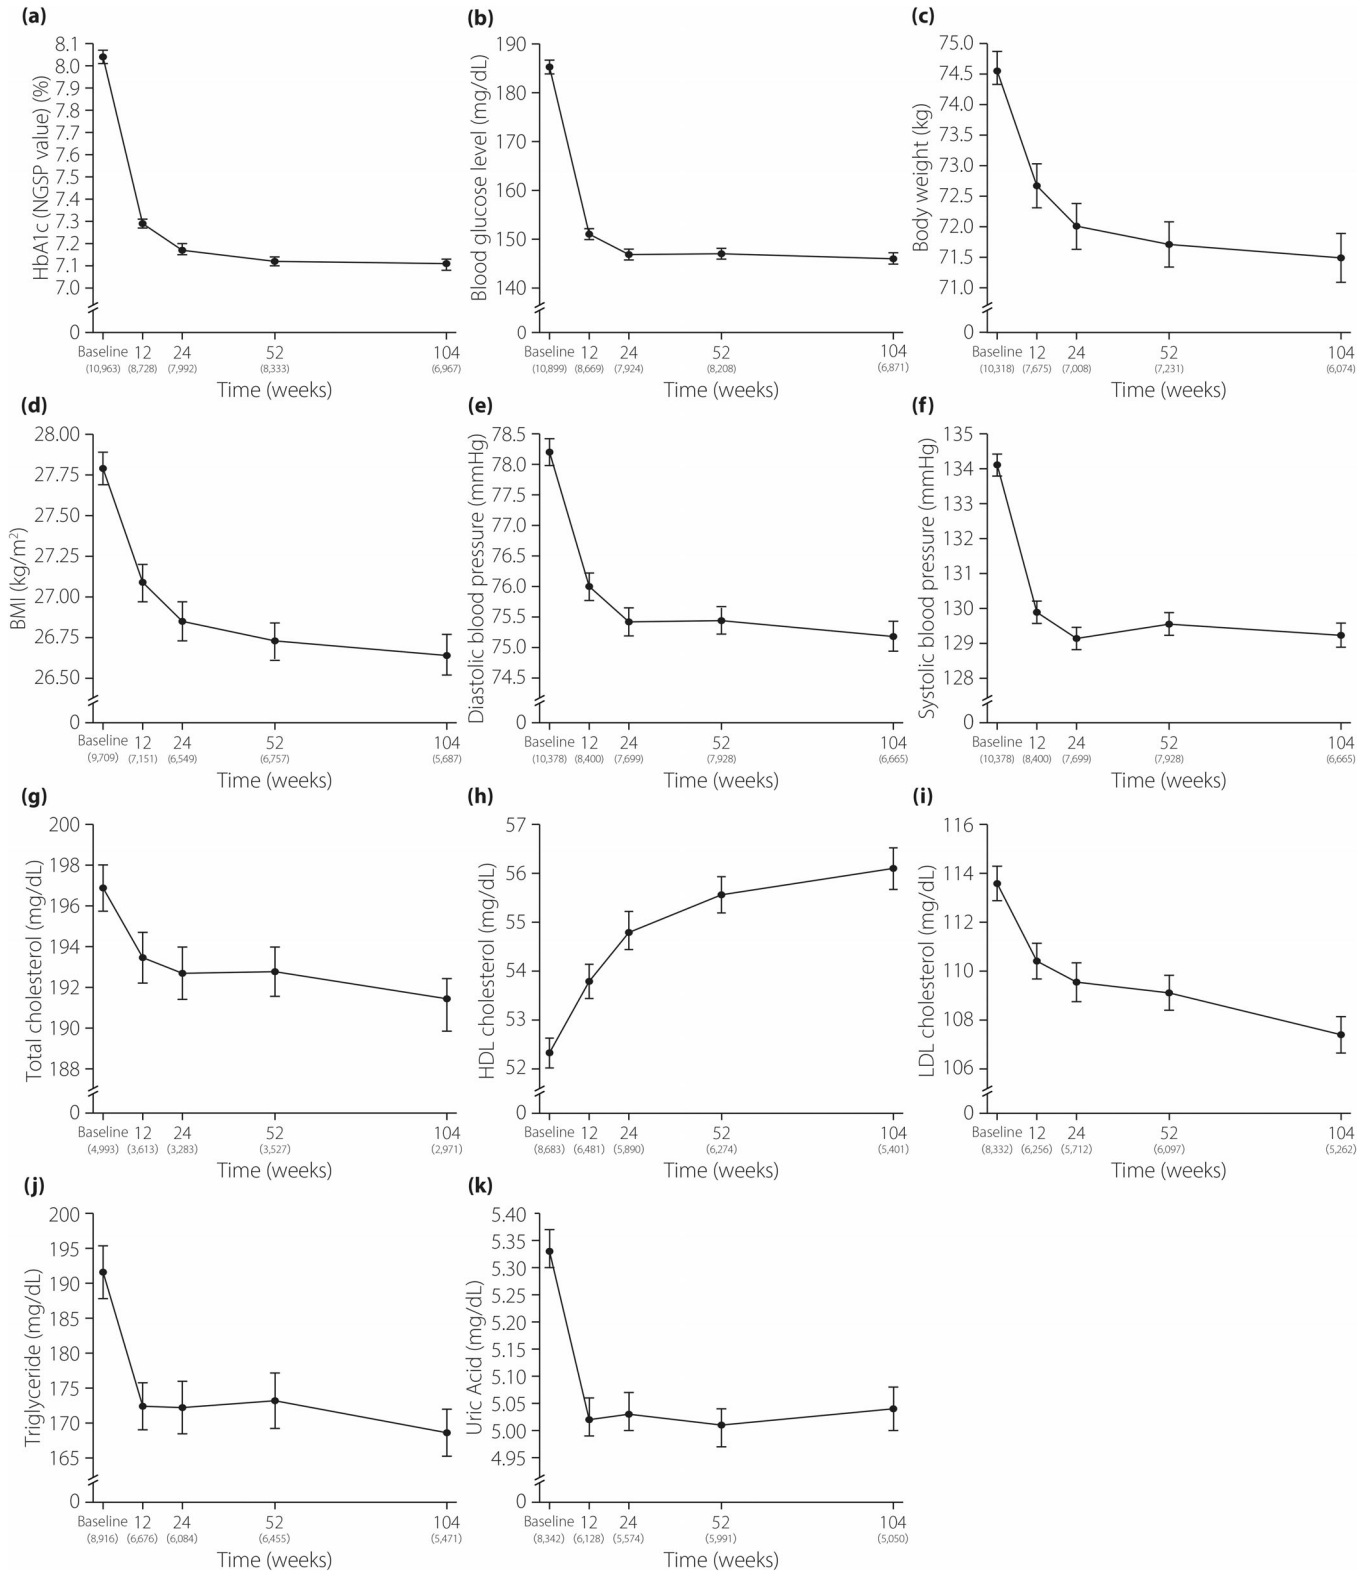 (a)
HbA1c (NGSP value) (%)
8.1
8.0
7.9
7.8
7.7
7.6
7.5
7.4
7.3
7.2
7.1
7.0
0
Baseline 12 24 52 104
(10,963) (8,728) (7,992) (8,333) (6,967)
Time (weeks)
(b)
Blood glucose level (mg/dL)
190
180
170
160
150
140
0
Baseline 12 24 52 104
(10,899) (8,669) (7,924) (8,208) (6,871)
Time (weeks)
(c)
Body weight (kg)
75.0
74.5
74.0
73.5
73.0
72.5
72.0
71.5
71.0
0
Baseline 12 24 52 104
(10,318) (7,675) (7,008) (7,231) (6,074)
Time (weeks)
(d)
BMI (kg/m²)
28.00
27.75
27.50
27.25
27.00
26.75
26.50
0
Baseline 12 24 52 104
(9,709) (7,151) (6,549) (6,757) (5,687)
Time (weeks)
(e)
Diastolic blood pressure (mmHg)
78.5
78.0
77.5
77.0
76.5
76.0
75.5
75.0
74.5
0
Baseline 12 24 52 104
(10,378) (8,400) (7,699) (7,928) (6,665)
Time (weeks)
(f)
Systolic blood pressure (mmHg)
135
134
133
132
131
130
129
128
0
Baseline 12 24 52 104
(10,378) (8,400) (7,699) (7,928) (6,665)
Time (weeks)
(g)
Total cholesterol (mg/dL)
200
198
196
194
192
190
188
0
Baseline 12 24 52 104
(4,993) (3,613) (3,283) (3,527) (2,971)
Time (weeks)
(h)
HDL cholesterol (mg/dL)
57
56
55
54
53
52
0
Baseline 12 24 52 104
(8,683) (6,481) (5,890) (6,274) (5,401)
Time (weeks)
(i)
LDL cholesterol (mg/dL)
116
114
112
110
108
106
0
Baseline 12 24 52 104
(8,332) (6,256) (5,712) (6,097) (5,262)
Time (weeks)
(j)
Triglyceride (mg/dL)
200
195
190
185
180
175
170
165
0
Baseline 12 24 52 104
(8,916) (6,676) (6,084) (6,455) (5,471)
Time (weeks)
(k)
Uric Acid (mg/dL)
5.40
5.35
5.30
5.25
5.20
5.15
5.10
5.05
5.00
4.95
0
Baseline 12 24 52 104
(8,342) (6,128) (5,574) (5,991) (5,050)
Time (weeks)